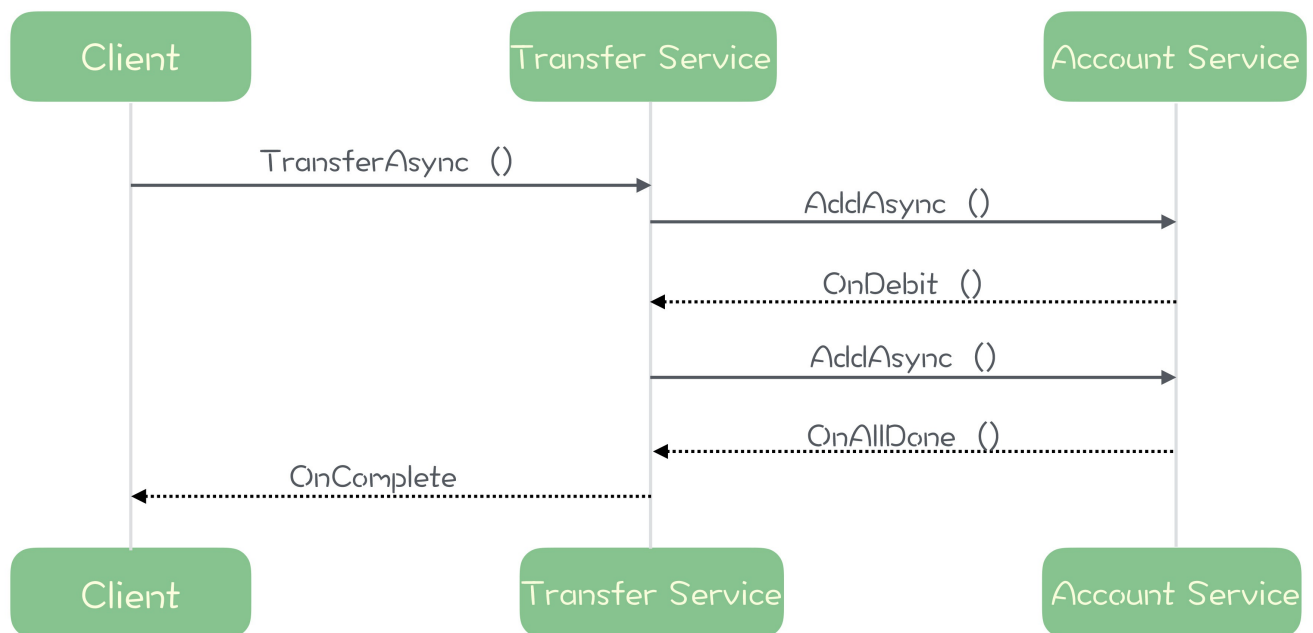 Client
Transfer Service
Account Service
TransferAsync ()
AddAsync ()
OnDebit ()
AddAsync ()
OnAllDone ()
OnComplete
Client
Transfer Service
Account Service